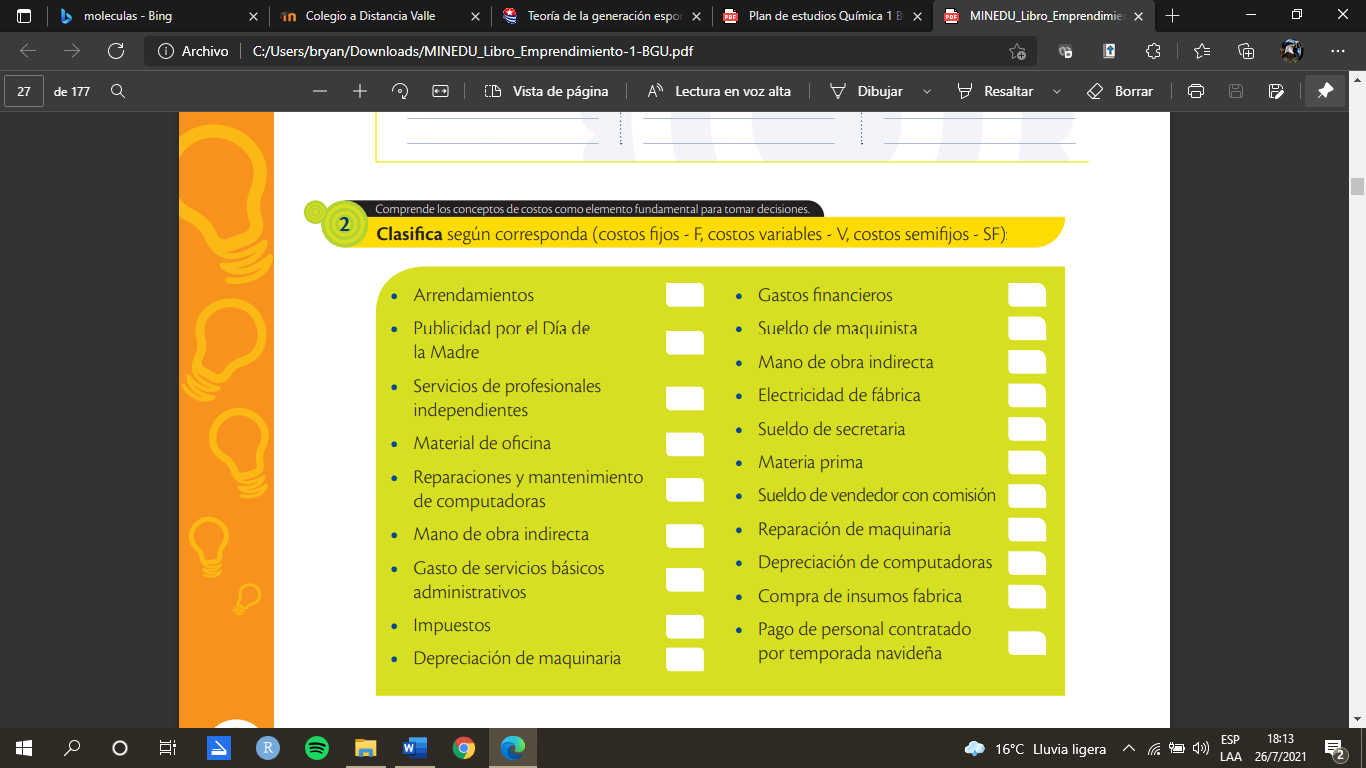 moleculas - Bing
Colegio a Distancia Valle
Teoría de la generación espor
Plan de estudios Química 1 B
MINEDU_Libro_Emprendimie
Archivo
C:/Users/bryan/Downloads/MINEDU_Libro_Emprendimiento-1-BGU.pdf
27
de 177
Vista de página
Lectura en voz alta
Dibujar
Resaltar
Borrar
Comprende los conceptos de costos como elemento fundamental para tomar decisiones.
2
Clasifica según corresponda (costos fijos - F, costos variables - V, costos semifijos - SF):
• Arrendamientos
• Publicidad por el Día de
la Madre
• Servicios de profesionales
independientes
• Material de oficina
• Reparaciones y mantenimiento
de computadoras
• Mano de obra indirecta
• Gasto de servicios básicos
administrativos
• Impuestos
• Depreciación de maquinaria
• Gastos financieros
• Sueldo de maquinista
• Mano de obra indirecta
• Electricidad de fábrica
• Sueldo de secretaria
• Materia prima
• Sueldo de vendedor con comisión
• Reparación de maquinaria
• Depreciación de computadoras
• Compra de insumos fabrica
• Pago de personal contratado
por temporada navideña
16°C Lluvia ligera
ESP
LAA
18:13
26/7/2021
2